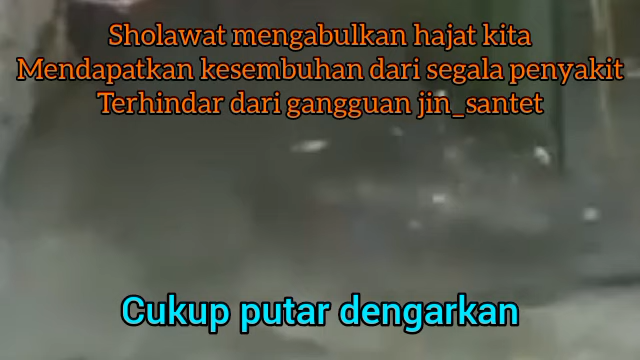 Sholawat mengabulkan hajat kita
Mendapatkan kesembuhan dari segala penyakit
Terhindar dari gangguan jin_santet
Cukup putar dengarkan